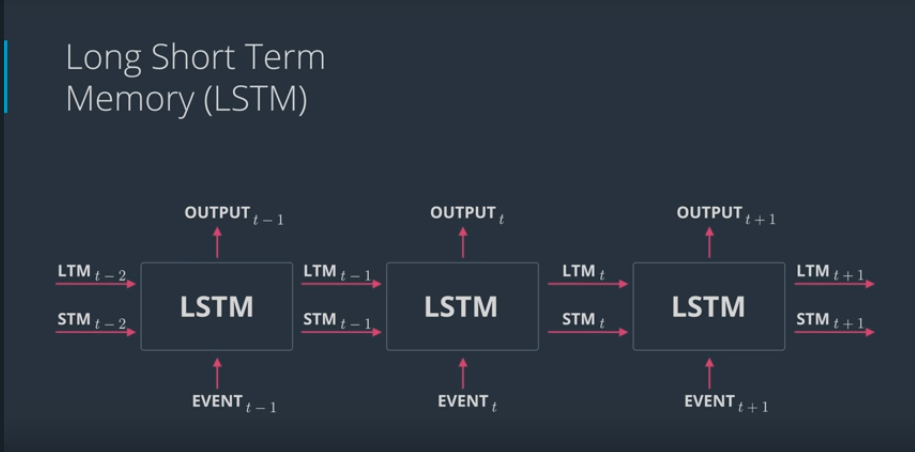 Long Short Term
Memory (LSTM)
OUTPUT t − 1 OUTPUT t OUTPUT t + 1
LTM t − 2 LTM t − 1 LTM t LTM t + 1
LSTM LSTM LSTM
STM t − 2 STM t − 1 STM t STM t + 1
EVENT t − 1 EVENT t EVENT t + 1